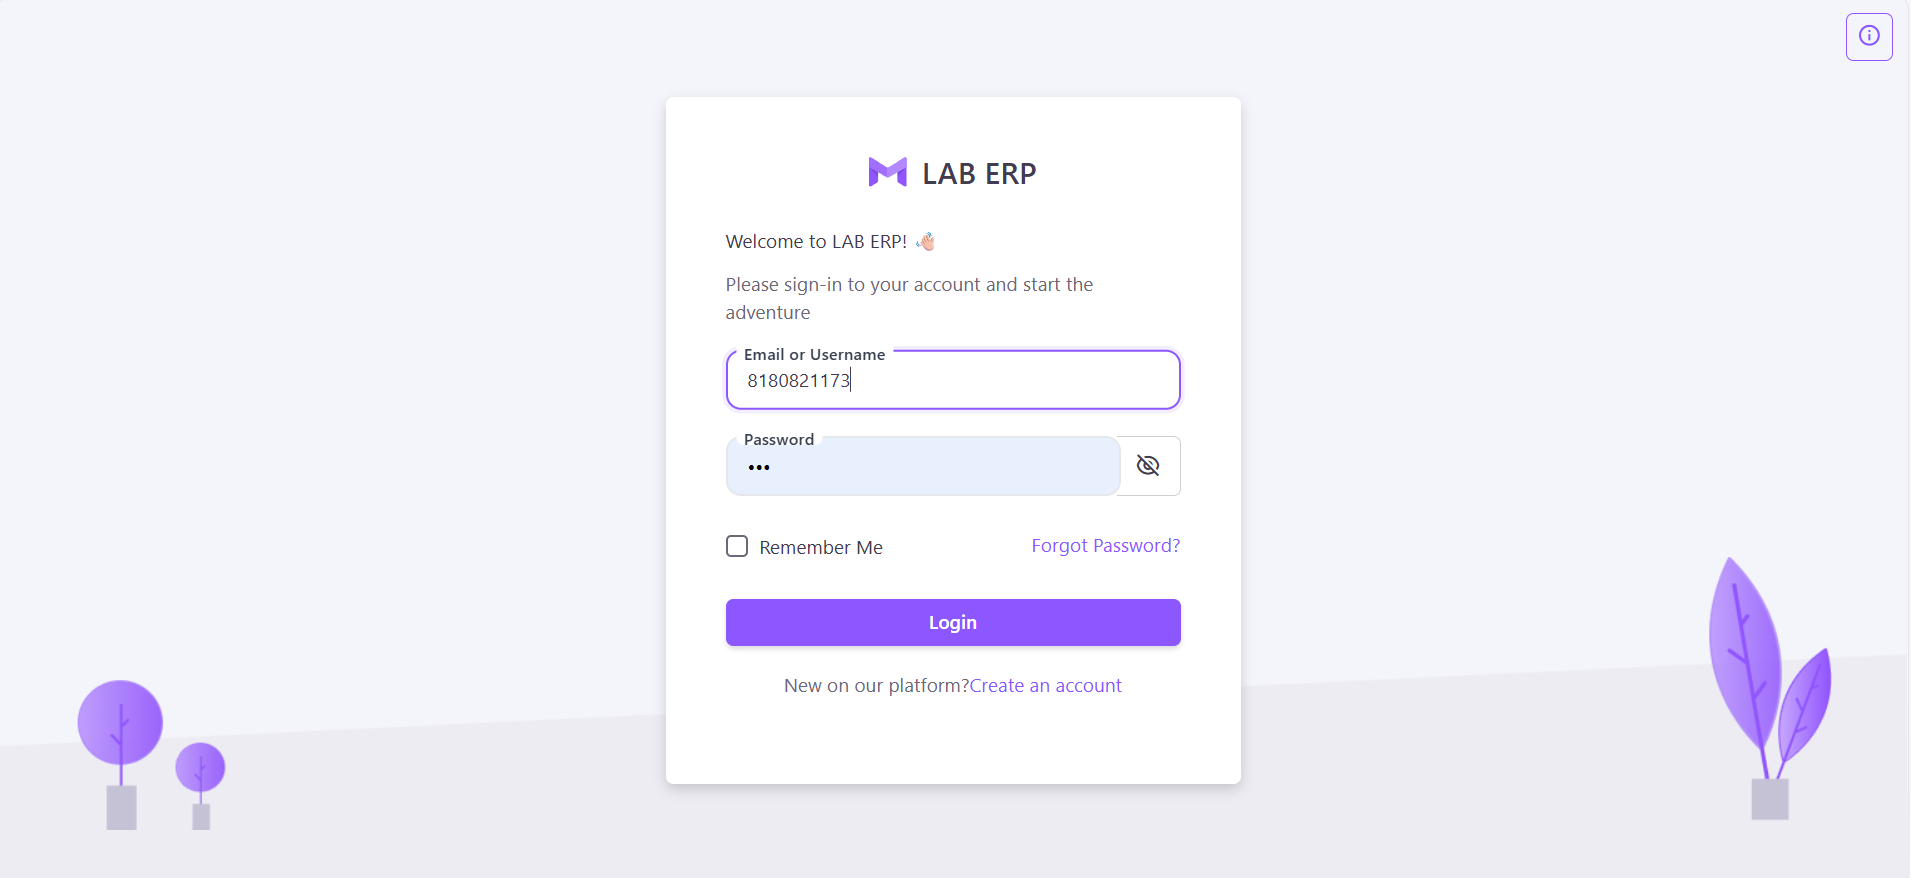 LAB ERP
Welcome to LAB ERP! 👋🏻
Please sign-in to your account and start the
adventure
Email or Username
8180821173
Password
•••
Remember Me
Forgot Password?
Login
New on our platform?Create an account